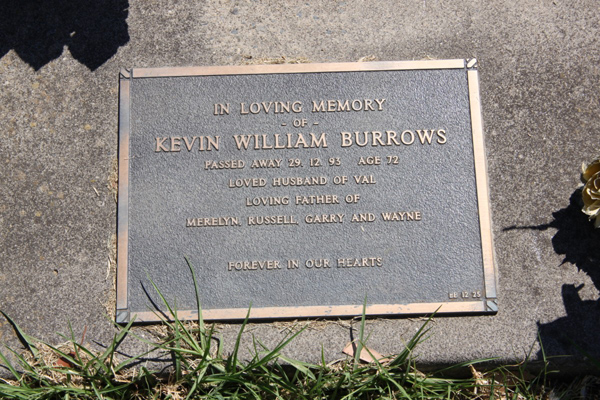 IN LOVING MEMORY
- OF -
KEVIN WILLIAM BURROWS
PASSED AWAY 29. 12. 93 AGE 72
LOVED HUSBAND OF VAL
LOVING FATHER OF
MERELYN, RUSSELL, GARRY AND WAYNE
FOREVER IN OUR HEARTS